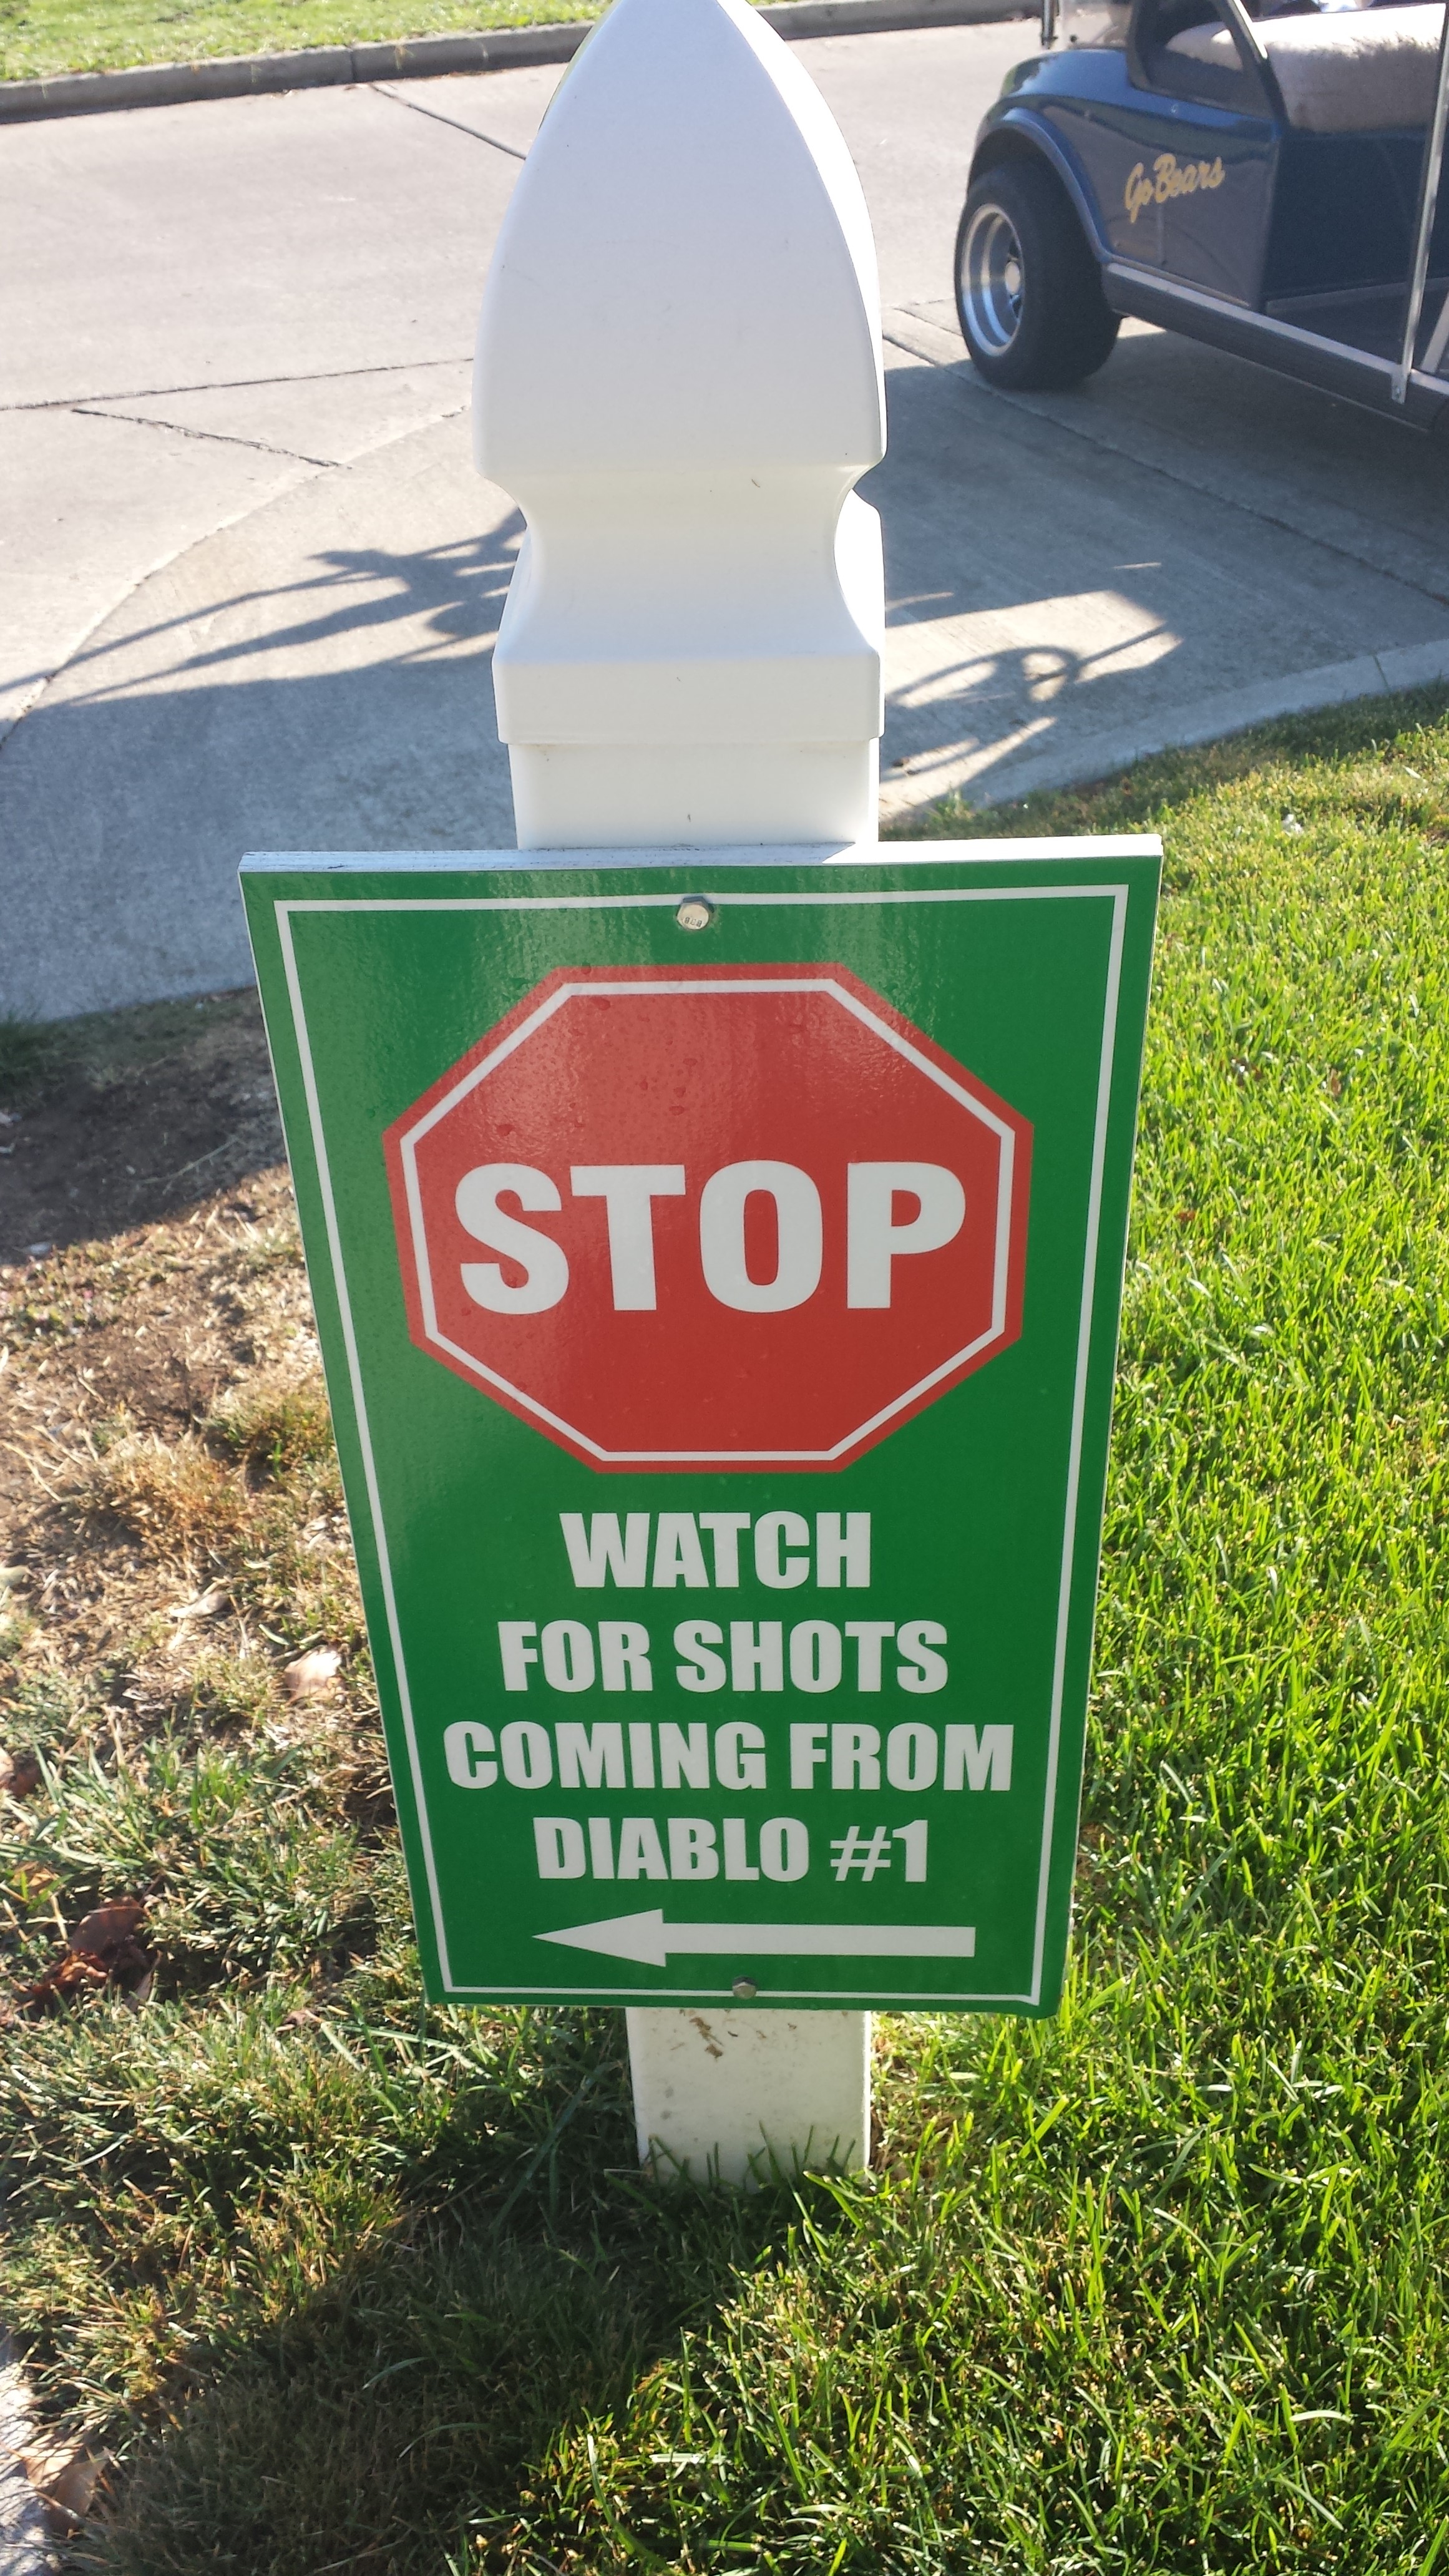 Go Bears
STOP
WATCH
FOR SHOTS
COMING FROM
DIABLO #1